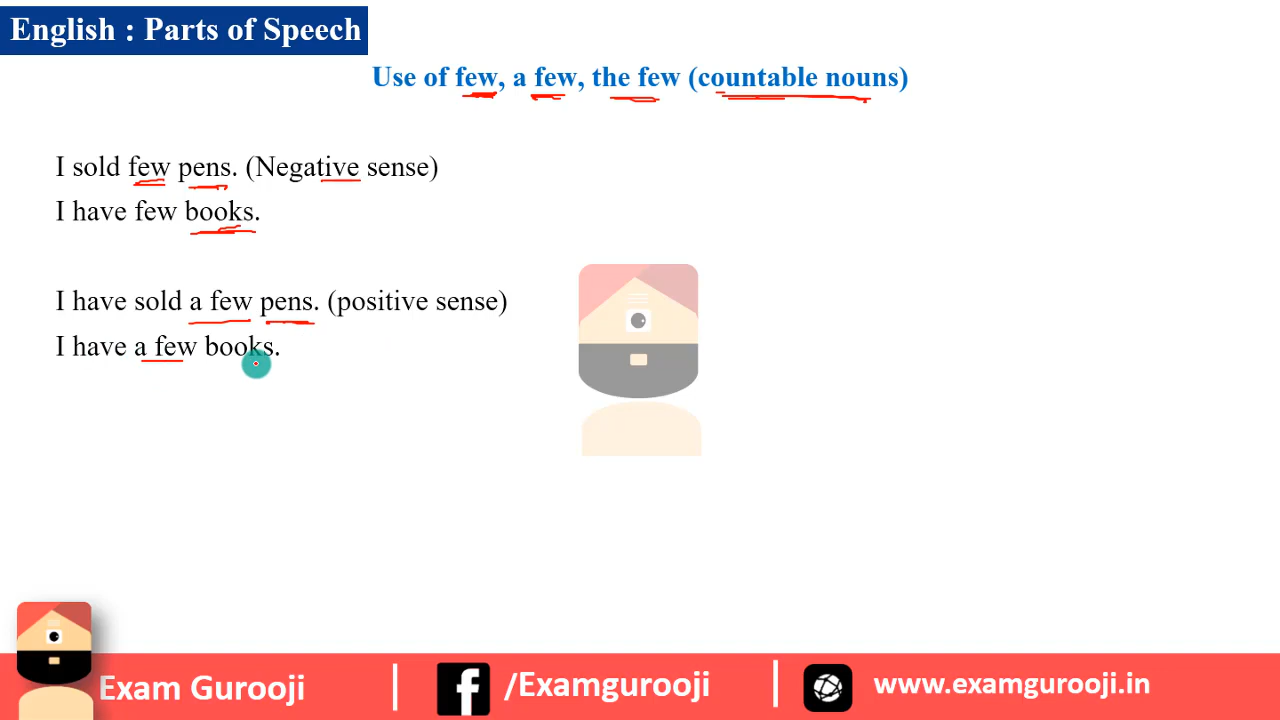 English : Parts of Speech
Use of few, a few, the few (countable nouns)
I sold few pens. (Negative sense)
I have few books.
I have sold a few pens. (positive sense)
I have a few books.
Exam Gurooji | f /Examgurooji | www.examgurooji.in